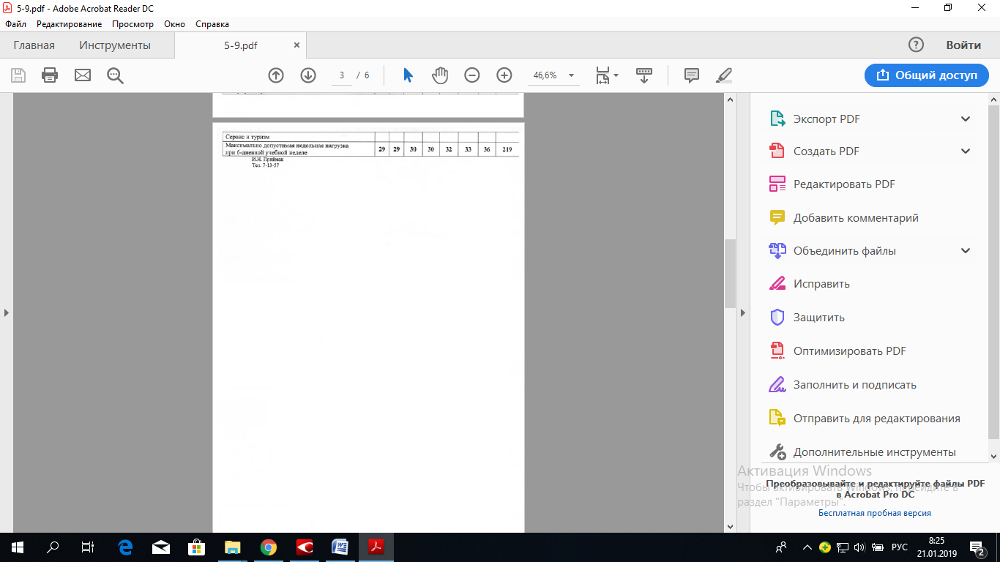 5-9.pdf - Adobe Acrobat Reader DC
Файл Редактирование Просмотр Окно Справка
Главная Инструменты 5-9.pdf × Войти
3 / 6 46,6% Общий доступ
Сервис и туризм
Максимально допустимая недельная нагрузка
при 6-дневной учебной неделе 29 29 30 30 32 33 36 219
И.Н. Приймак
Тел. 7-13-57
Экспорт PDF
Создать PDF
Редактировать PDF
Добавить комментарий
Объединить файлы
Исправить
Защитить
Оптимизировать PDF
Заполнить и подписать
Отправить для редактирования
Дополнительные инструменты
Активация Windows
Чтобы активировать Windows, перейдите в
раздел "Параметры".
Преобразовывайте и редактируйте файлы PDF
в Acrobat Pro DC
Бесплатная пробная версия
РУС
8:25
21.01.2019
2